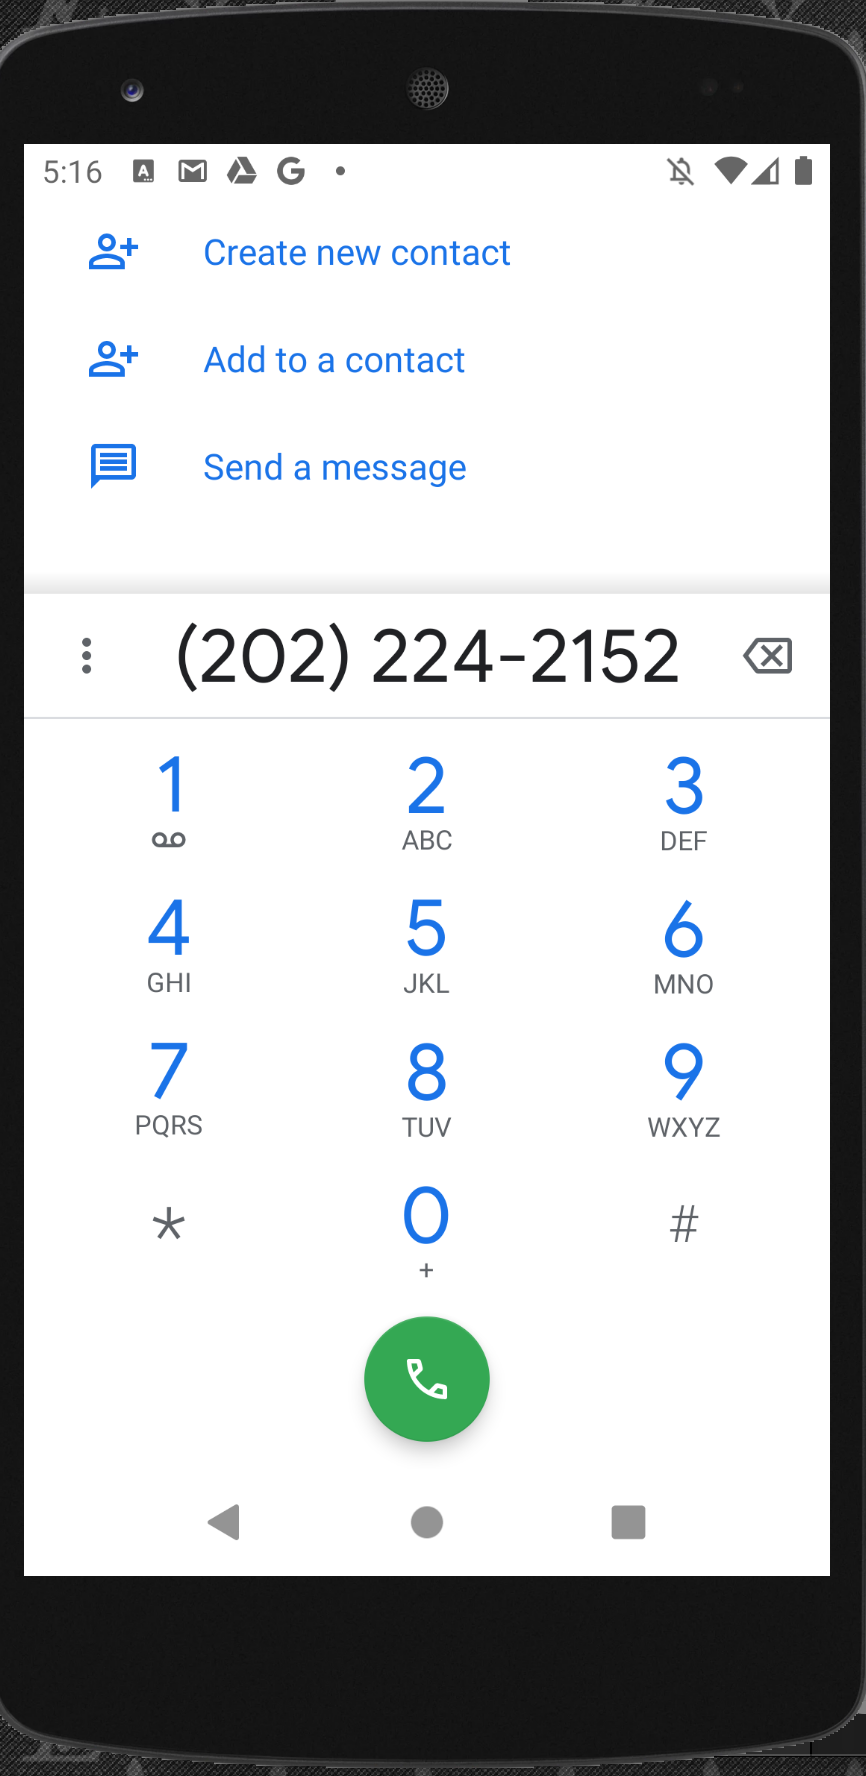 5:16
Create new contact
Add to a contact
Send a message
(202) 224-2152
1 2 3
ABC DEF
4 5 6
GHI JKL MNO
7 8 9
PQRS TUV WXYZ
* 0 #
+